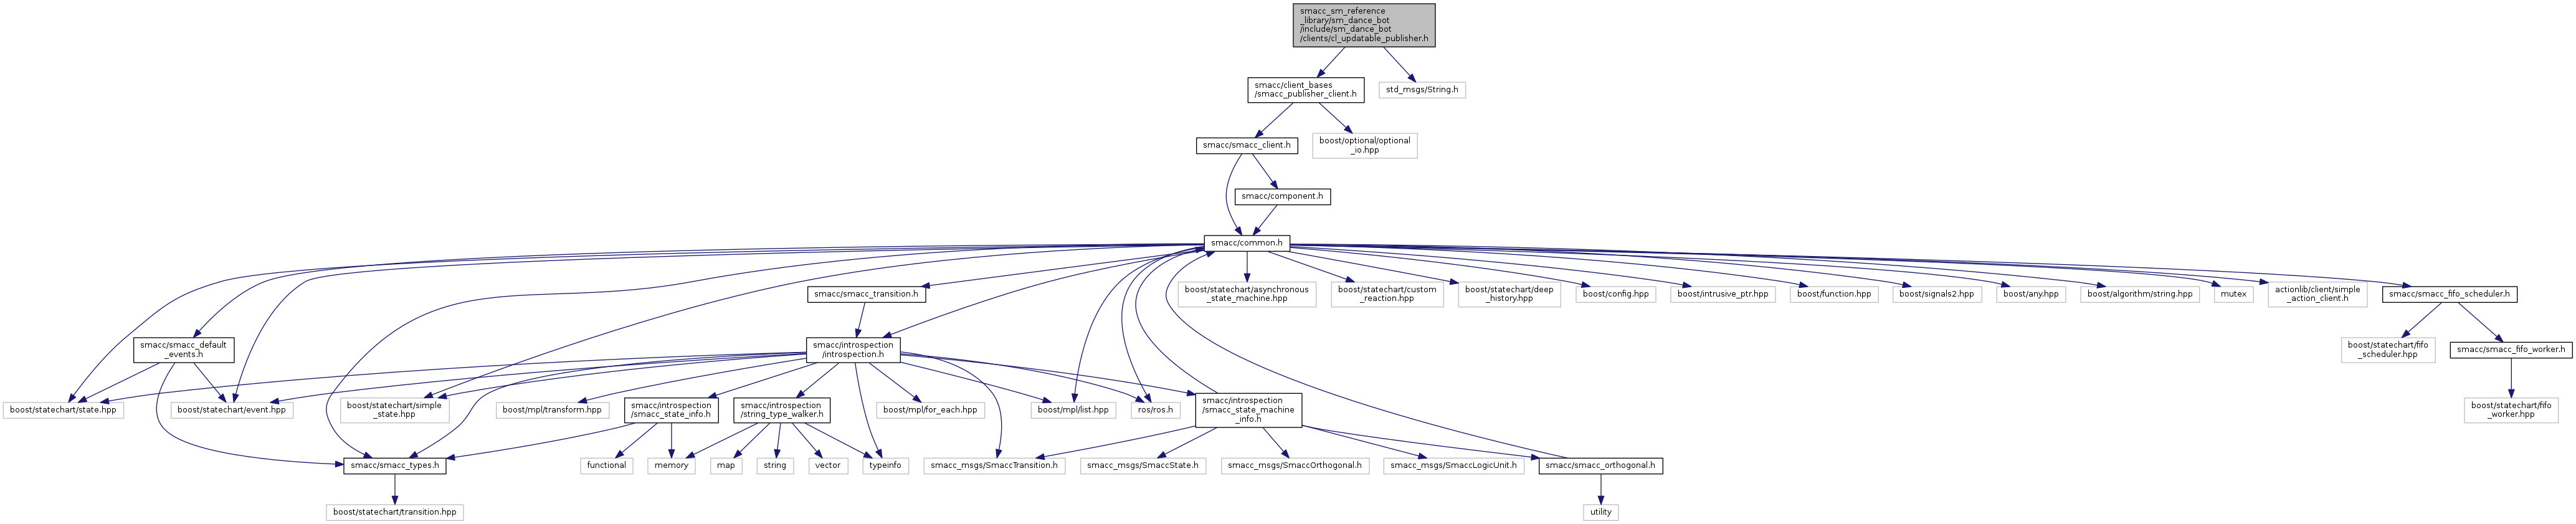 smacc_sm_reference
_library/sm_dance_bot
/include/sm_dance_bot
/clients/cl_updatable_publisher.h
smacc/client_bases
/smacc_publisher_client.h
std_msgs/String.h
smacc/smacc_client.h
boost/optional/optional
_io.hpp
smacc/component.h
smacc/common.h
smacc/smacc_transition.h
boost/statechart/asynchronous
_state_machine.hpp
boost/statechart/custom
_reaction.hpp
boost/statechart/deep
_history.hpp
boost/config.hpp
boost/intrusive_ptr.hpp
boost/function.hpp
boost/signals2.hpp
boost/any.hpp
boost/algorithm/string.hpp
mutex
actionlib/client/simple
_action_client.h
smacc/smacc_fifo_scheduler.h
smacc/smacc_default
_events.h
smacc/introspection
/introspection.h
boost/statechart/fifo
_scheduler.hpp
smacc/smacc_fifo_worker.h
boost/statechart/state.hpp
boost/statechart/event.hpp
boost/statechart/simple
_state.hpp
boost/mpl/transform.hpp
smacc/introspection
/smacc_state_info.h
smacc/introspection
/string_type_walker.h
boost/mpl/for_each.hpp
boost/mpl/list.hpp
ros/ros.h
smacc/introspection
/smacc_state_machine
_info.h
boost/statechart/fifo
_worker.hpp
smacc/smacc_types.h
functional
memory
map
string
vector
typeinfo
smacc_msgs/SmaccTransition.h
smacc_msgs/SmaccState.h
smacc_msgs/SmaccOrthogonal.h
smacc_msgs/SmaccLogicUnit.h
smacc/smacc_orthogonal.h
boost/statechart/transition.hpp
utility